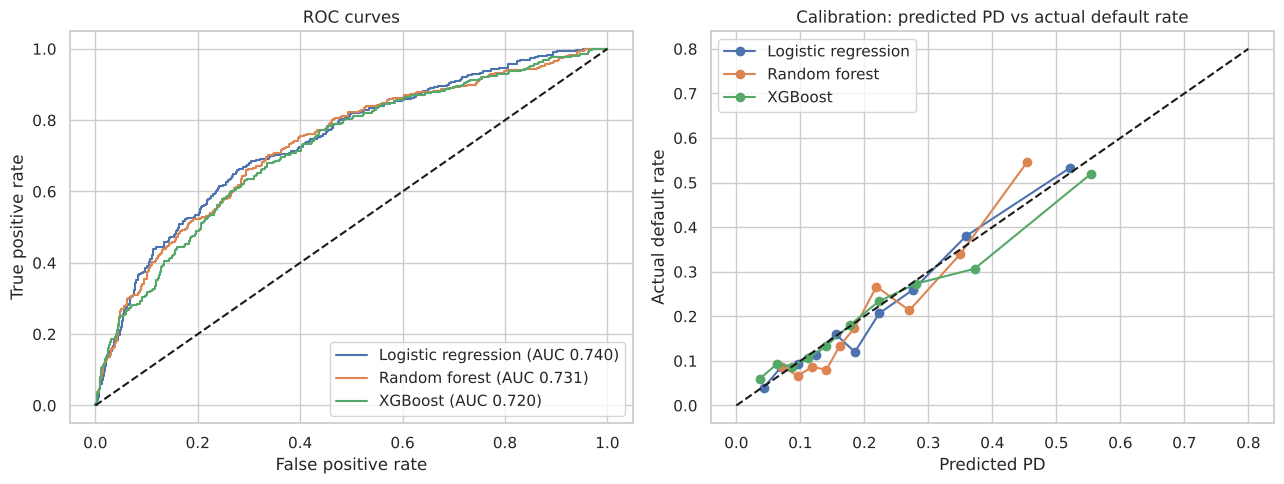 ROC curves
1.0
0.8
0.6
0.4
0.2
0.0
True positive rate
Logistic regression (AUC 0.740)
Random forest (AUC 0.731)
XGBoost (AUC 0.720)
0.0 0.2 0.4 0.6 0.8 1.0
False positive rate
Calibration: predicted PD vs actual default rate
Logistic regression
Random forest
XGBoost
0.8
0.7
0.6
0.5
0.4
0.3
0.2
0.1
0.0
Actual default rate
0.0 0.1 0.2 0.3 0.4 0.5 0.6 0.7 0.8
Predicted PD